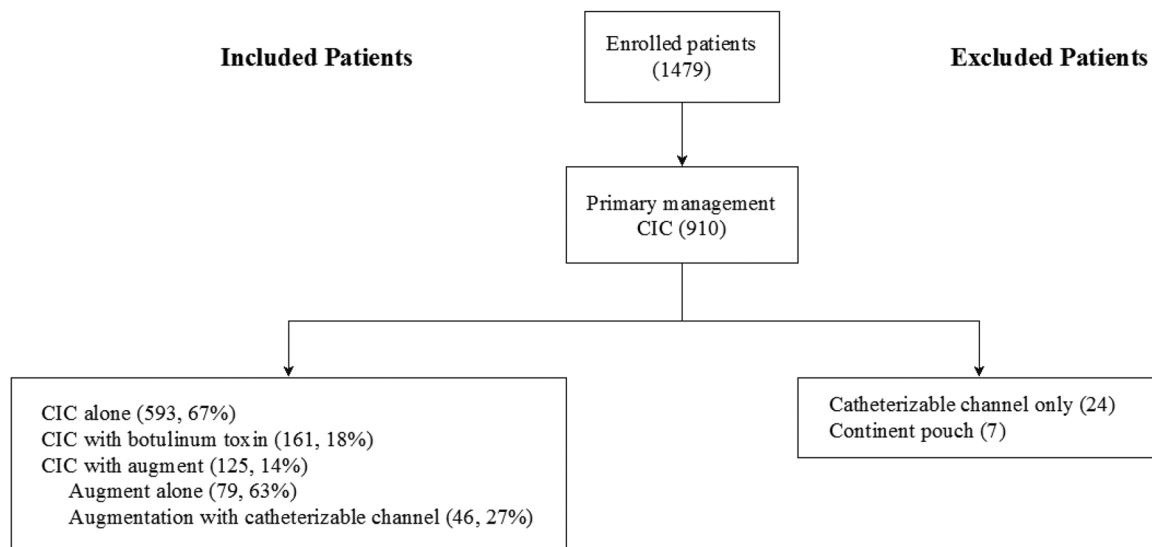 Included Patients
Enrolled patients
(1479)
Excluded Patients
Primary management
CIC (910)
CIC alone (593, 67%)
CIC with botulinum toxin (161, 18%)
CIC with augment (125, 14%)
Augment alone (79, 63%)
Augmentation with catheterizable channel (46, 27%)
Catheterizable channel only (24)
Continent pouch (7)